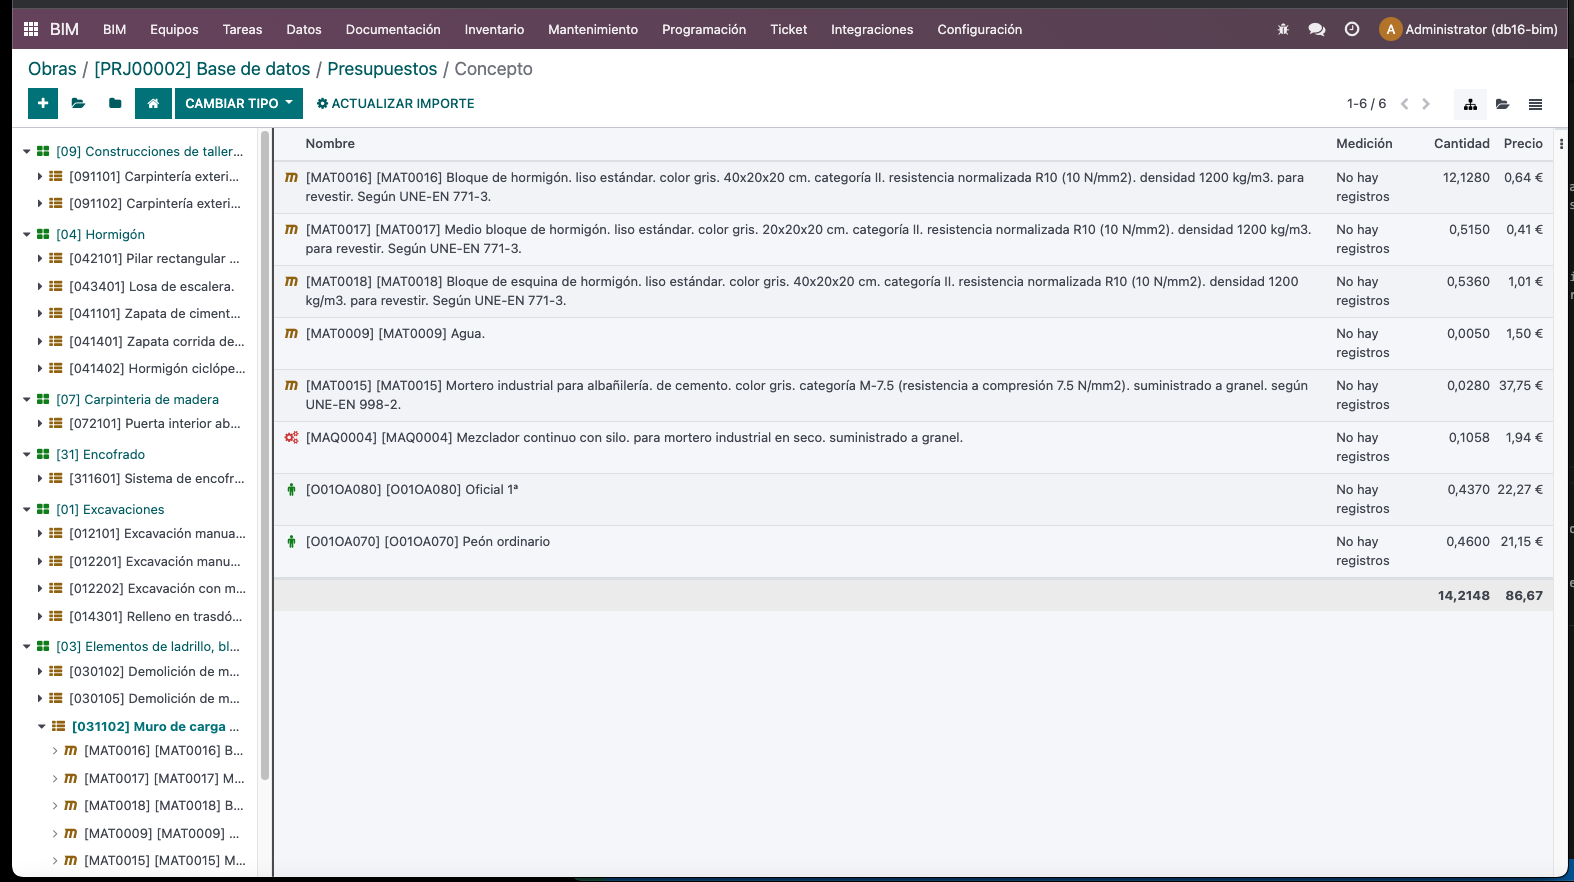 BIM BIM Equipos Tareas Datos Documentación Inventario Mantenimiento Programación Ticket Integraciones Configuración A Administrator (db16-bim)
Obras / [PRJ00002] Base de datos / Presupuestos / Concepto
CAMBIAR TIPO ACTUALIZAR IMPORTE 1-6 / 6
[09] Construcciones de taller...
[091101] Carpintería exteri...
[091102] Carpintería exteri...
[04] Hormigón
[042101] Pilar rectangular ...
[043401] Losa de escalera.
[041101] Zapata de ciment...
[041401] Zapata corrida de...
[041402] Hormigón ciclópe...
[07] Carpinteria de madera
[072101] Puerta interior ab...
[31] Encofrado
[311601] Sistema de encofr...
[01] Excavaciones
[012101] Excavación manua...
[012201] Excavación manu...
[012202] Excavación con m...
[014301] Relleno en trasdó...
[03] Elementos de ladrillo, bl...
[030102] Demolición de m...
[030105] Demolición de m...
[031102] Muro de carga ...
[MAT0016] [MAT0016] B...
[MAT0017] [MAT0017] M...
[MAT0018] [MAT0018] B...
[MAT0009] [MAT0009] ...
[MAT0015] [MAT0015] M...
Nombre Medición Cantidad Precio
[MAT0016] [MAT0016] Bloque de hormigón. liso estándar. color gris. 40x20x20 cm. categoría II. resistencia normalizada R10 (10 N/mm2). densidad 1200 kg/m3. para No hay 12,1280 0,64 €
revestir. Según UNE-EN 771-3. registros
[MAT0017] [MAT0017] Medio bloque de hormigón. liso estándar. color gris. 20x20x20 cm. categoría II. resistencia normalizada R10 (10 N/mm2). densidad 1200 kg/m3. No hay 0,5150 0,41 €
para revestir. Según UNE-EN 771-3. registros
[MAT0018] [MAT0018] Bloque de esquina de hormigón. liso estándar. color gris. 40x20x20 cm. categoría II. resistencia normalizada R10 (10 N/mm2). densidad 1200 No hay 0,5360 1,01 €
kg/m3. para revestir. Según UNE-EN 771-3. registros
[MAT0009] [MAT0009] Agua. No hay 0,0050 1,50 €
registros
[MAT0015] [MAT0015] Mortero industrial para albañilería. de cemento. color gris. categoría M-7.5 (resistencia a compresión 7.5 N/mm2). suministrado a granel. según No hay 0,0280 37,75 €
UNE-EN 998-2. registros
[MAQ0004] [MAQ0004] Mezclador continuo con silo. para mortero industrial en seco. suministrado a granel. No hay 0,1058 1,94 €
registros
[O01OA080] [O01OA080] Oficial 1ª No hay 0,4370 22,27 €
registros
[O01OA070] [O01OA070] Peón ordinario No hay 0,4600 21,15 €
registros
14,2148 86,67